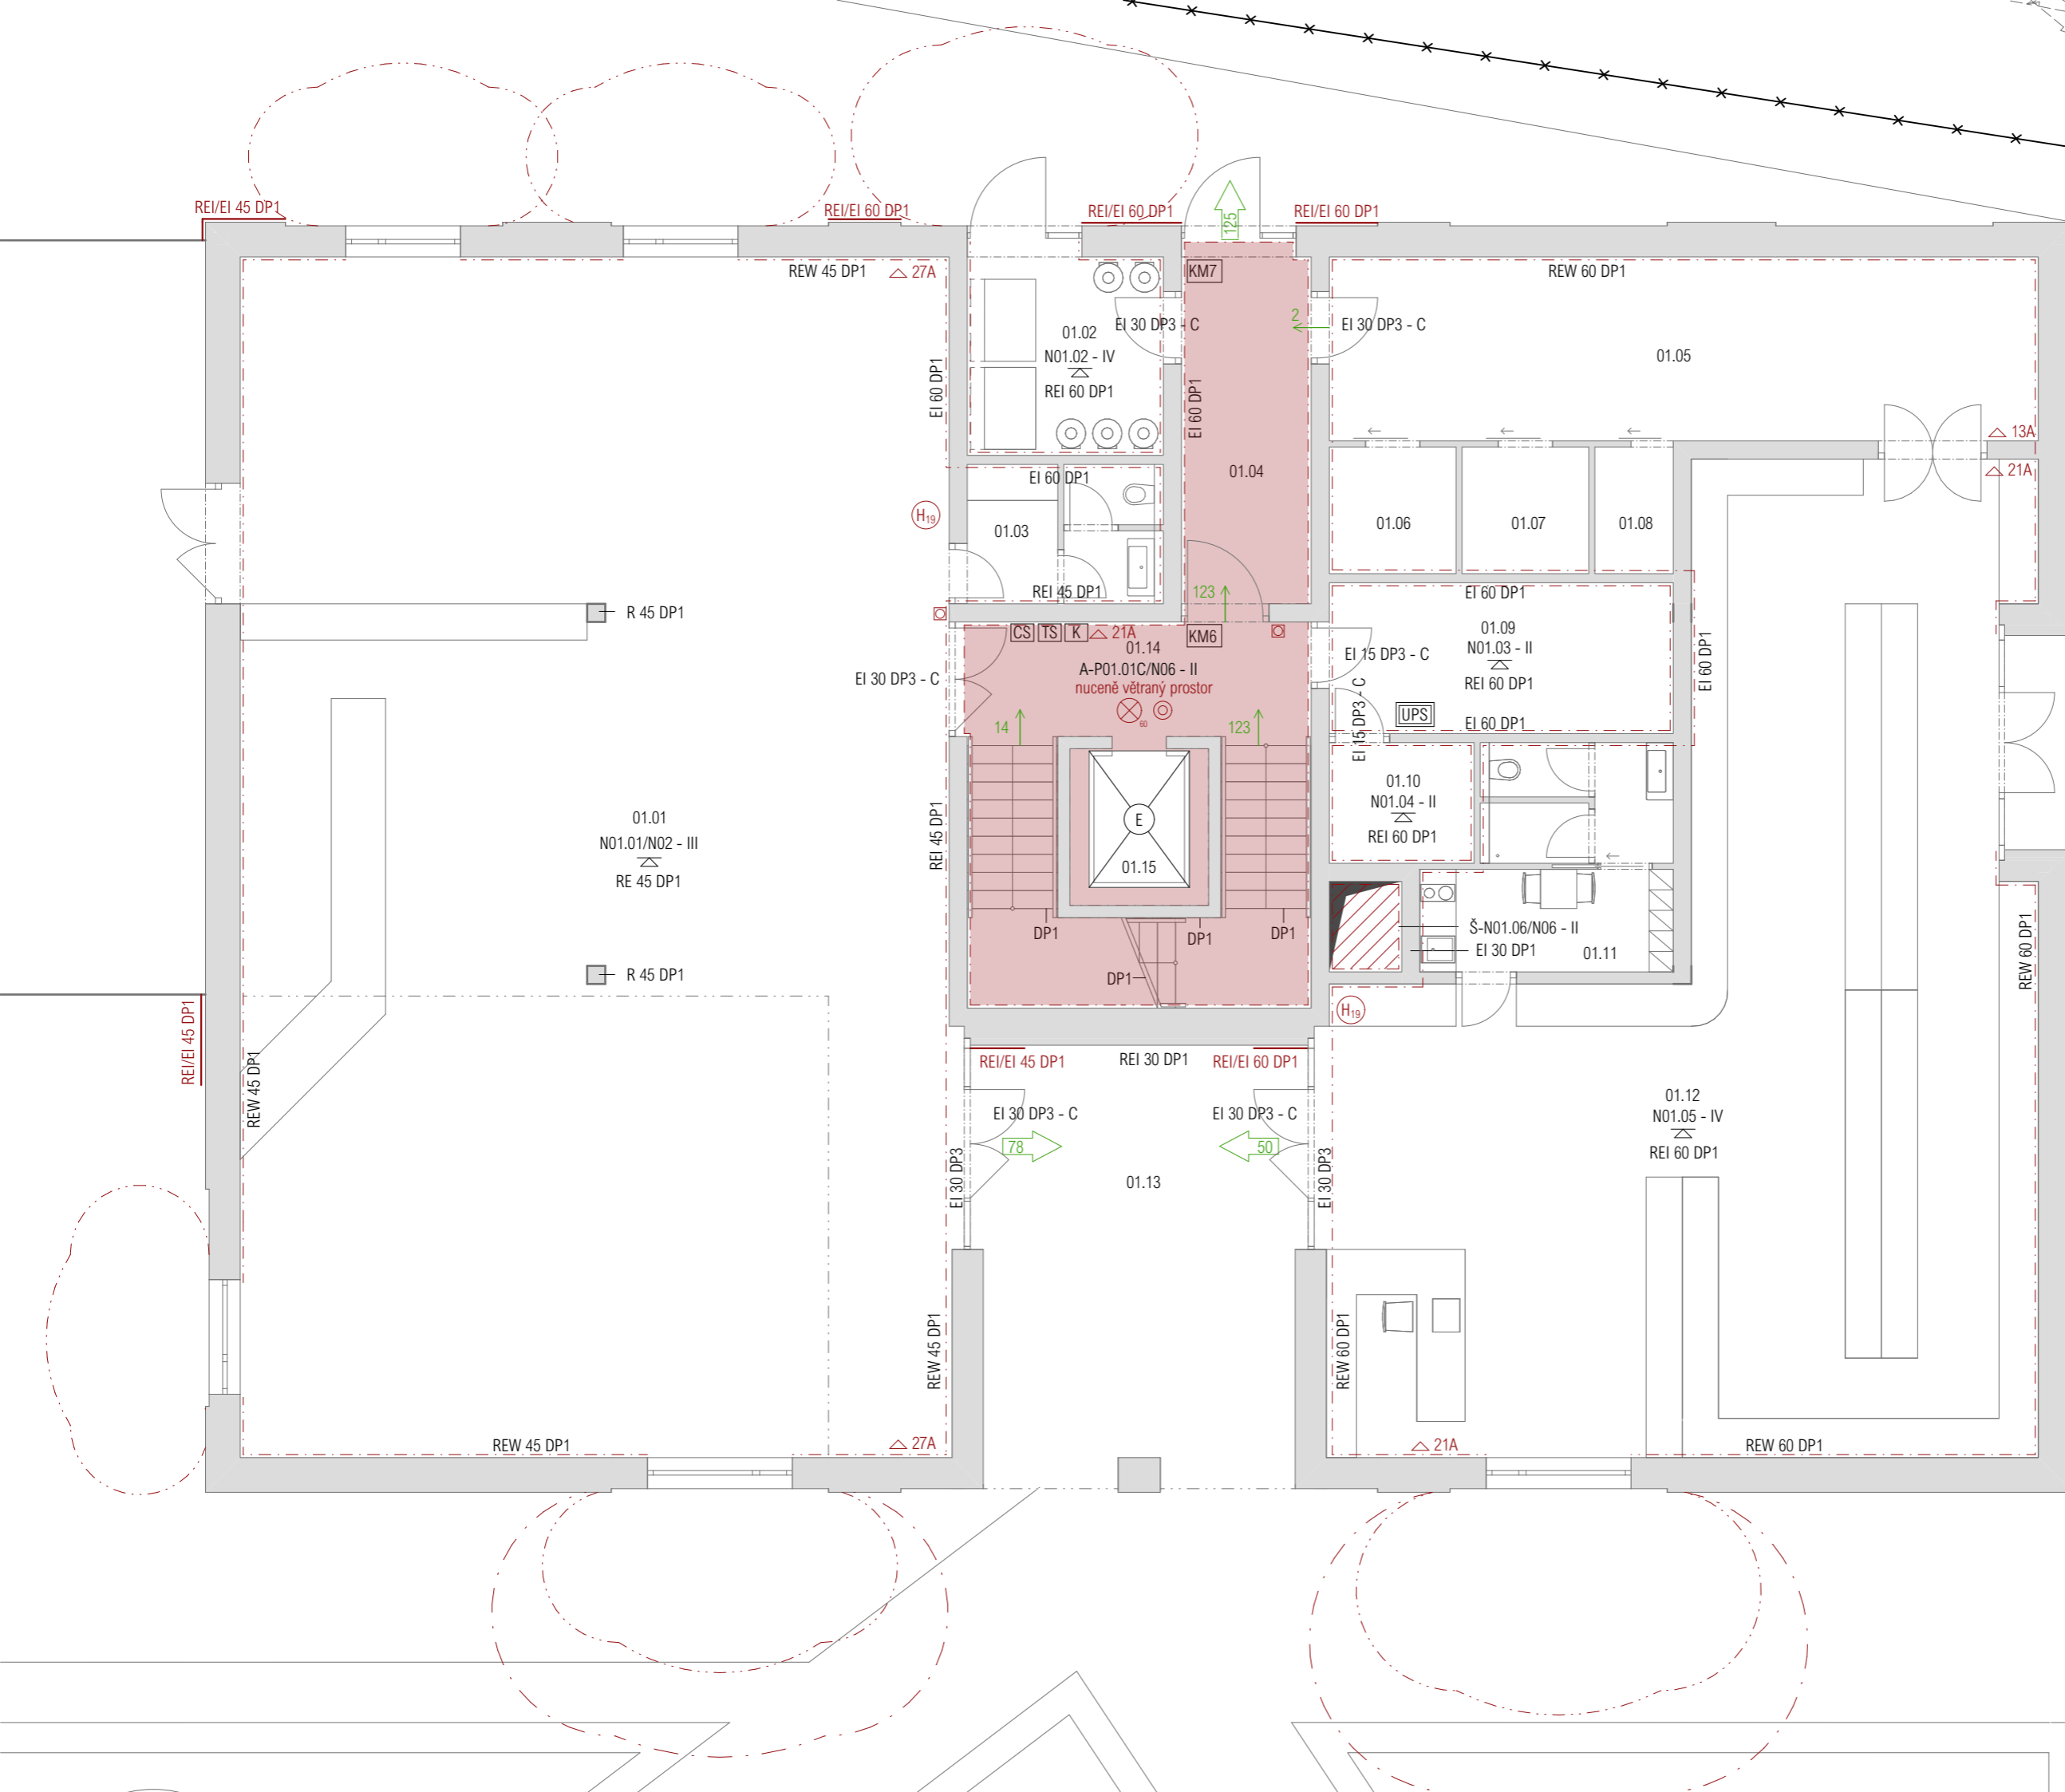 REI/EI 45 DP1
REI/EI 60 DP1
REI/EI 60 DP1
REI/EI 60 DP1
125
REW 45 DP1
27A
KM7
REW 60 DP1
01.02
N01.02 - IV
REI 60 DP1
EI 30 DP3 - C
2
EI 30 DP3 - C
01.05
EI 60 DP1
EI 60 DP1
13A
21A
EI 60 DP1
01.04
H19
01.03
01.06
01.07
01.08
REI 45 DP1
123
EI 60 DP1
R 45 DP1
CS
TS
K
21A
KM6
01.14
A-P01.01C/N06 - II
nuceně větraný prostor
60
EI 30 DP3 - C
EI 15 DP3 - C
01.09
N01.03 - II
REI 60 DP1
EI 60 DP1
UPS
EI 60 DP1
EI 15 DP3 - C
14
123
01.10
N01.04 - II
REI 60 DP1
01.01
N01.01/N02 - III
RE 45 DP1
REI 45 DP1
E
01.15
DP1
DP1
DP1
DP1
Š-N01.06/N06 - II
EI 30 DP1
01.11
REW 60 DP1
R 45 DP1
H19
REI/EI 45 DP1
REW 45 DP1
REI/EI 45 DP1
REI 30 DP1
REI/EI 60 DP1
EI 30 DP3 - C
EI 30 DP3 - C
78
50
EI 30 DP3
EI 30 DP3
01.13
01.12
N01.05 - IV
REI 60 DP1
REW 45 DP1
REW 60 DP1
REW 45 DP1
27A
21A
REW 60 DP1